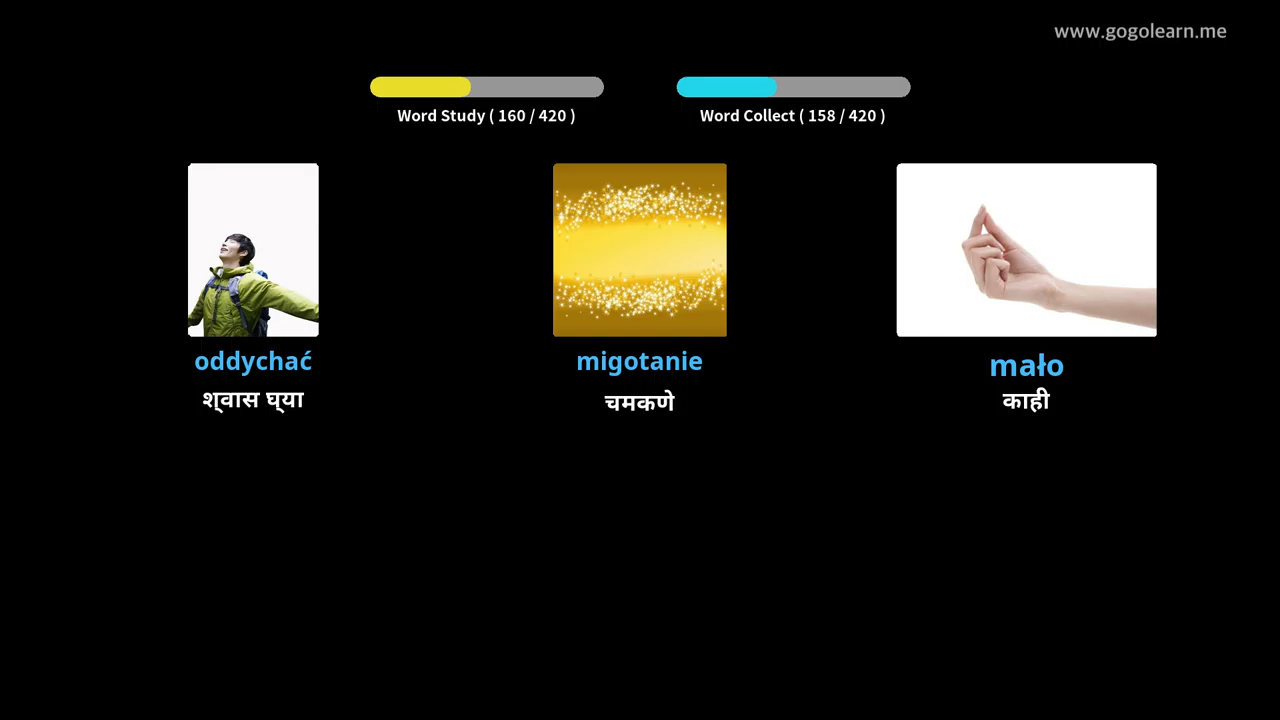 www.gogolearn.me
Word Study ( 160 / 420 )
Word Collect ( 158 / 420 )
oddychać
migotanie
mało
श्वास घ्या
चमकणे
काही